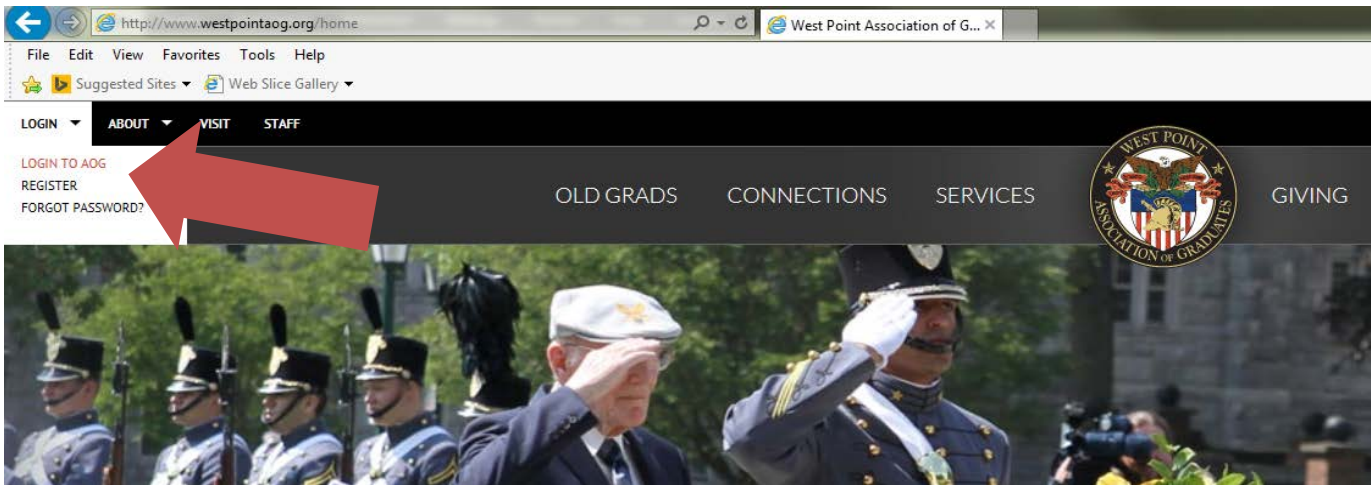 http://www.westpointaog.org/home
West Point Association of G...
File Edit View Favorites Tools Help
Suggested Sites Web Slice Gallery
LOGIN ABOUT VISIT STAFF
LOGIN TO AOG
REGISTER
FORGOT PASSWORD?
OLD GRADS CONNECTIONS SERVICES GIVING
WEST POINT
ASSOCIATION OF GRADUATES